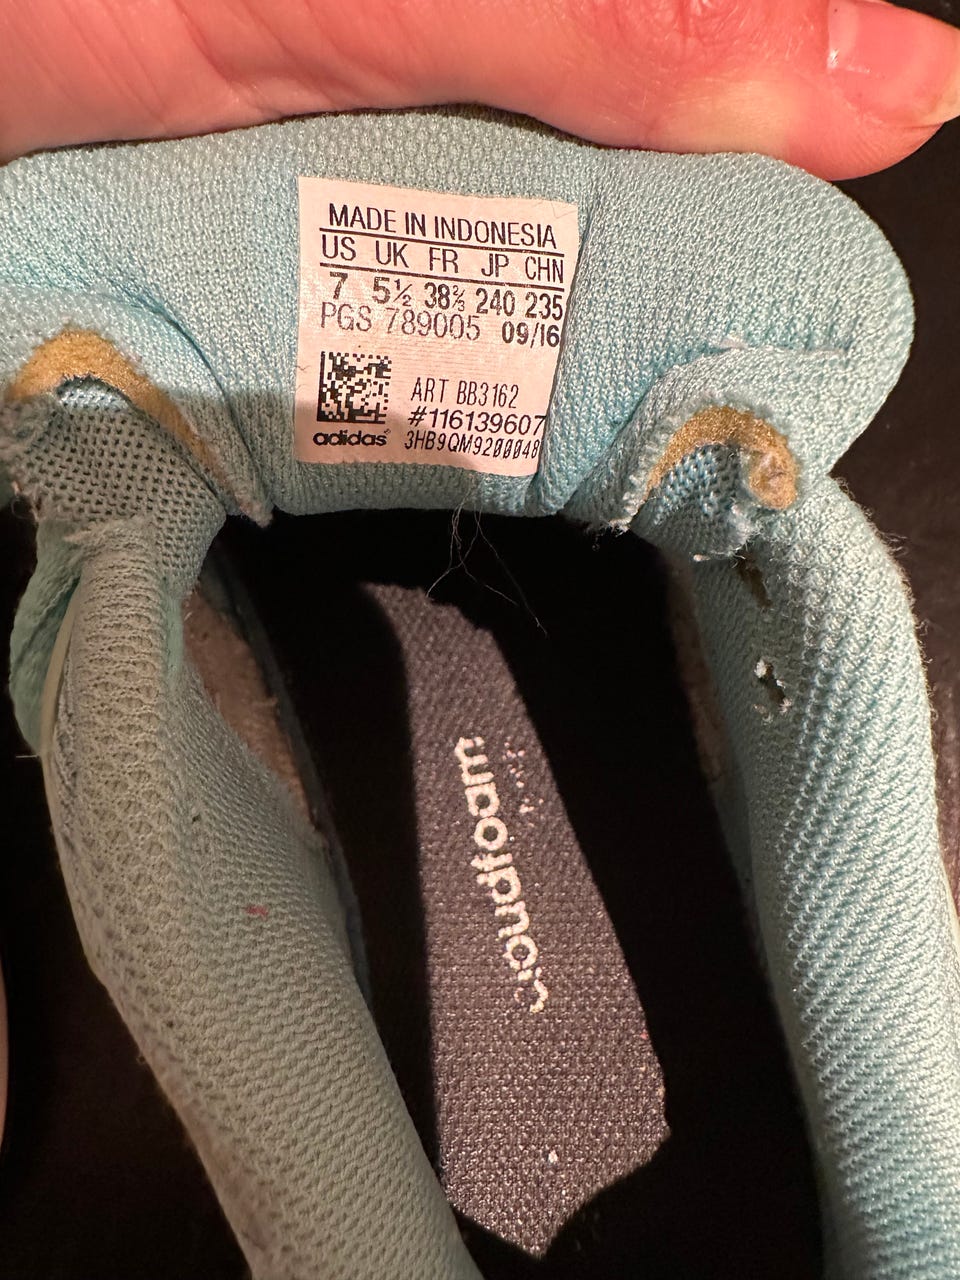 MADE IN INDONESIA
US UK FR JP CHN
7 5½ 38⅔ 240 235
PGS 789005 09/16
ART BB3162
#116139607
adidas® 3HB9QM9200048
cloudfoam